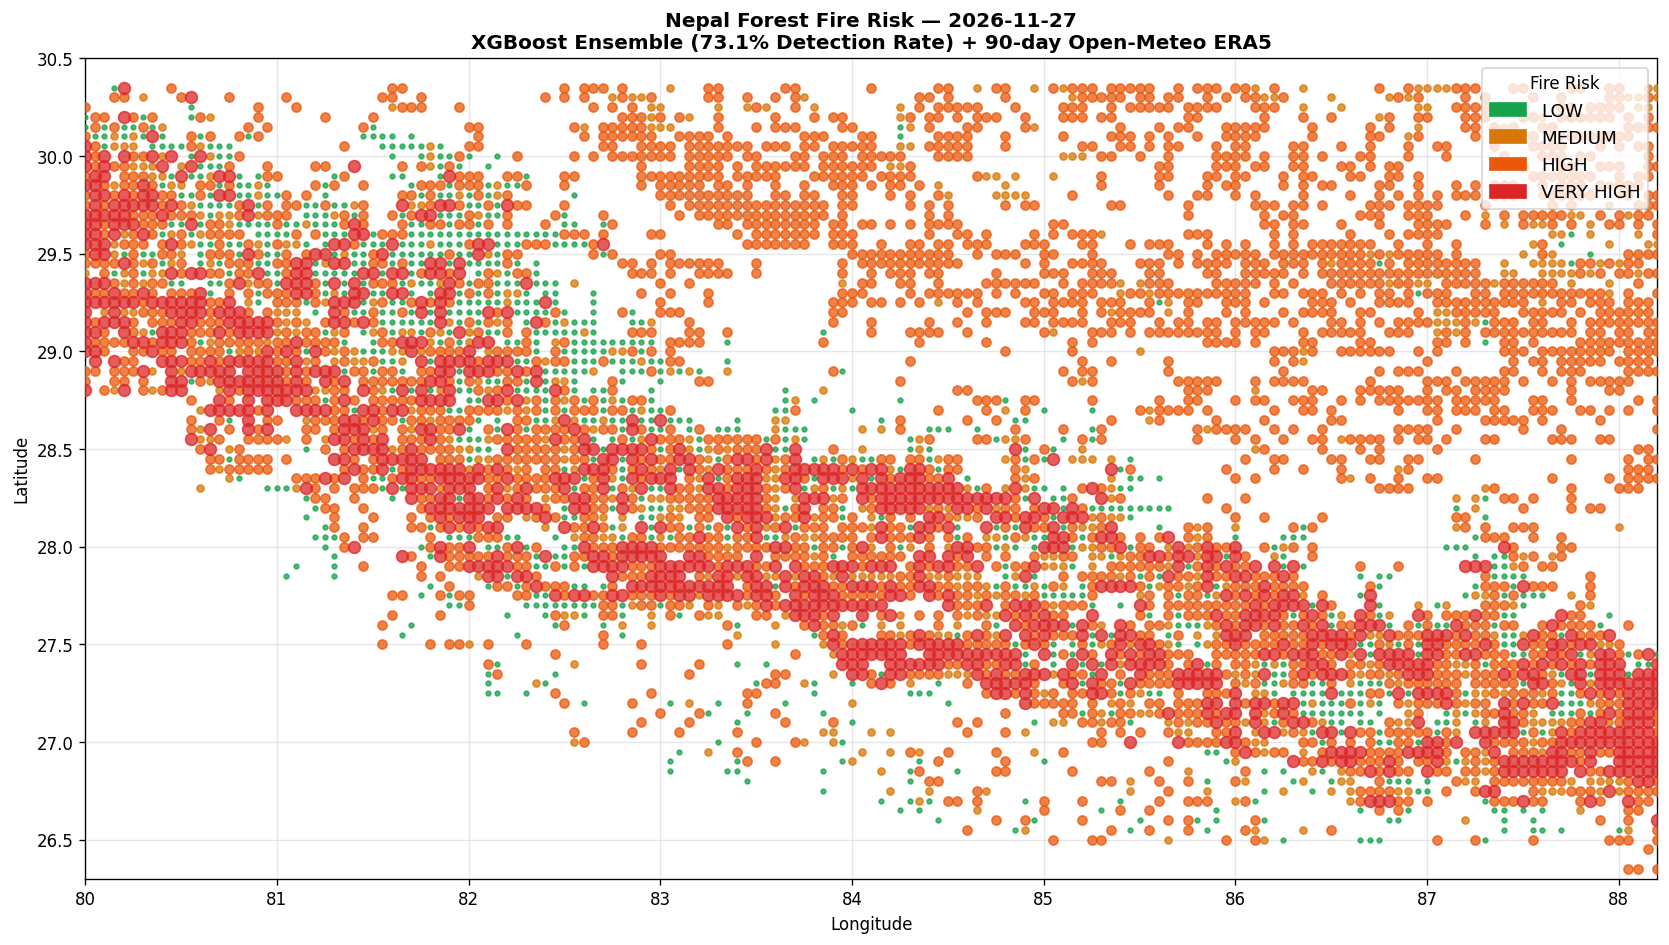 Nepal Forest Fire Risk — 2026-11-27
XGBoost Ensemble (73.1% Detection Rate) + 90-day Open-Meteo ERA5
Fire Risk
LOW
MEDIUM
HIGH
VERY HIGH
30.5
30.0
29.5
29.0
28.5
28.0
27.5
27.0
26.5
Latitude
80
81
82
83
84
85
86
87
88
Longitude